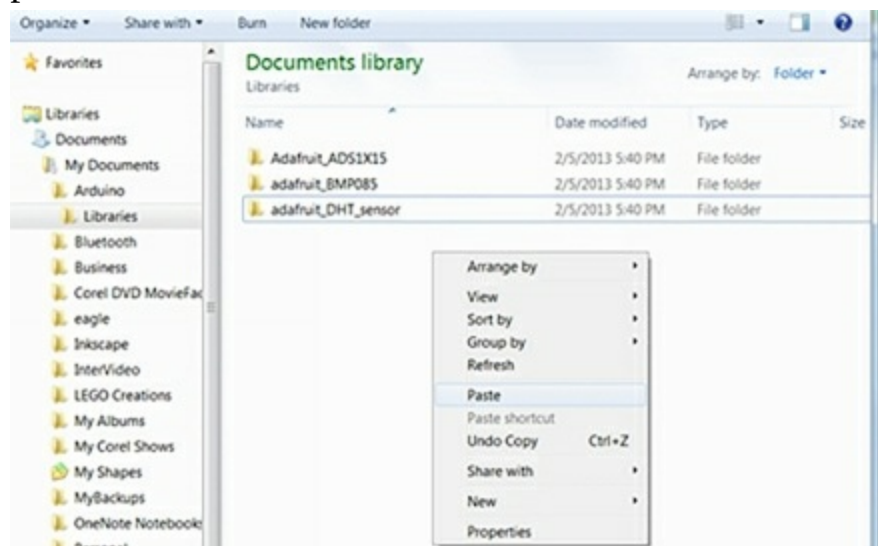 Organize Share with Burn New folder
Favorites
Libraries
Documents
My Documents
Arduino
Libraries
Bluetooth
Business
Corel DVD MovieFac
eagle
Inkscape
InterVideo
LEGO Creations
My Albums
My Corel Shows
My Shapes
MyBackups
OneNote Notebooks
Documents library
Libraries
Arrange by: Folder
Name Date modified Type Size
Adafruit_ADS1X15 2/5/2013 5:40 PM File folder
adafruit_BMP085 2/5/2013 5:40 PM File folder
adafruit_DHT_sensor 2/5/2013 5:40 PM File folder
Arrange by
View
Sort by
Group by
Refresh
Paste
Paste shortcut
Undo Copy Ctrl+Z
Share with
New
Properties